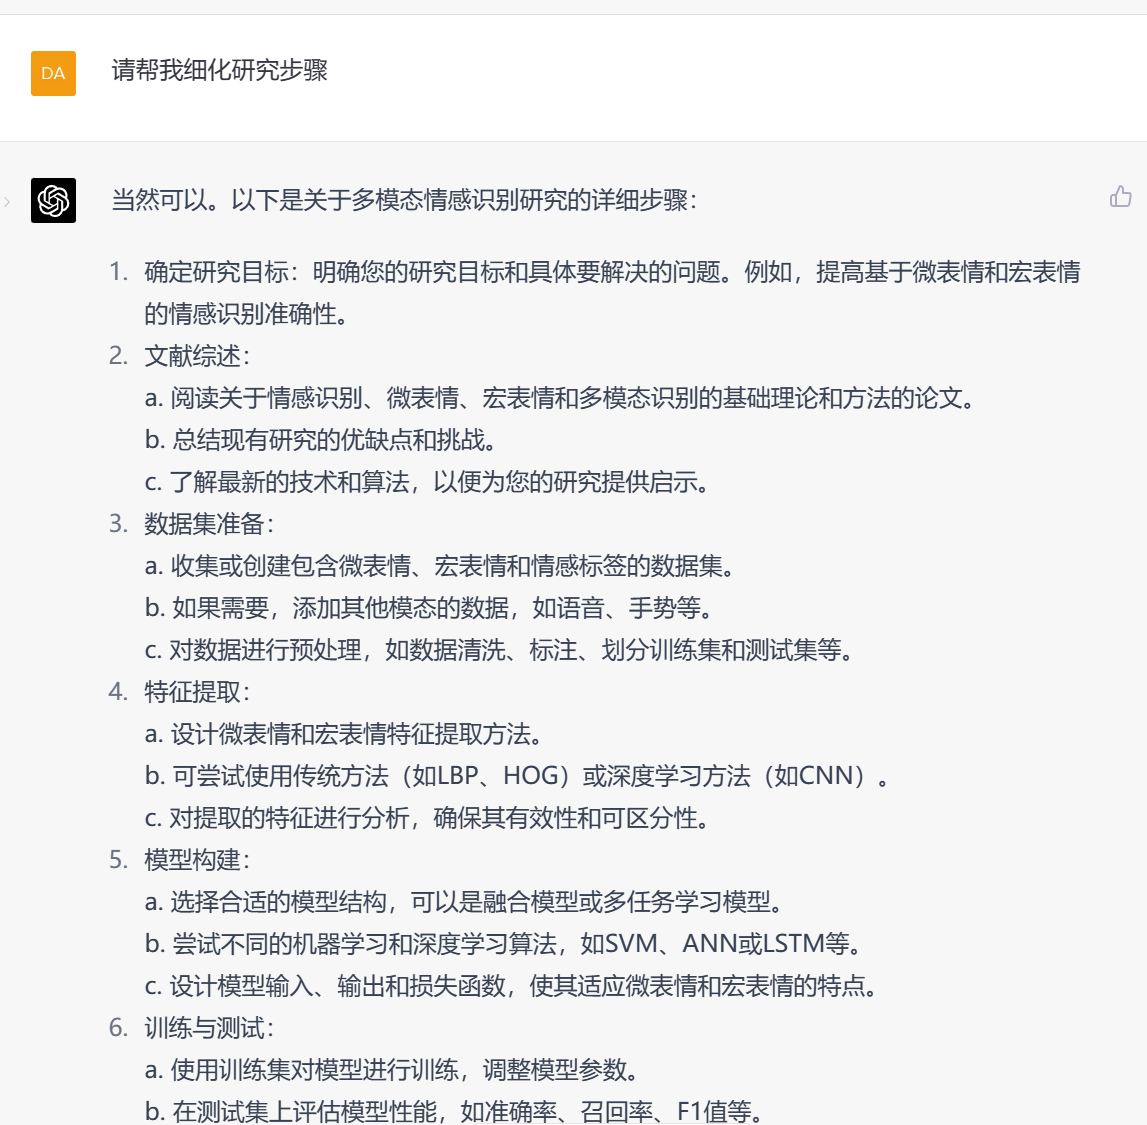 DA
请帮我细化研究步骤
当然可以。以下是关于多模态情感识别研究的详细步骤：
1. 确定研究目标：明确您的研究目标和具体要解决的问题。例如，提高基于微表情和宏表情
的情感识别准确性。
2. 文献综述：
a. 阅读关于情感识别、微表情、宏表情和多模态识别的基础理论和方法的论文。
b. 总结现有研究的优缺点和挑战。
c. 了解最新的技术和算法，以便为您的研究提供启示。
3. 数据集准备：
a. 收集或创建包含微表情、宏表情和情感标签的数据集。
b. 如果需要，添加其他模态的数据，如语音、手势等。
c. 对数据进行预处理，如数据清洗、标注、划分训练集和测试集等。
4. 特征提取：
a. 设计微表情和宏表情特征提取方法。
b. 可尝试使用传统方法（如LBP、HOG）或深度学习方法（如CNN）。
c. 对提取的特征进行分析，确保其有效性和可区分性。
5. 模型构建：
a. 选择合适的模型结构，可以是融合模型或多任务学习模型。
b. 尝试不同的机器学习和深度学习算法，如SVM、ANN或LSTM等。
c. 设计模型输入、输出和损失函数，使其适应微表情和宏表情的特点。
6. 训练与测试：
a. 使用训练集对模型进行训练，调整模型参数。
b. 在测试集上评估模型性能，如准确率、召回率、F1值等。